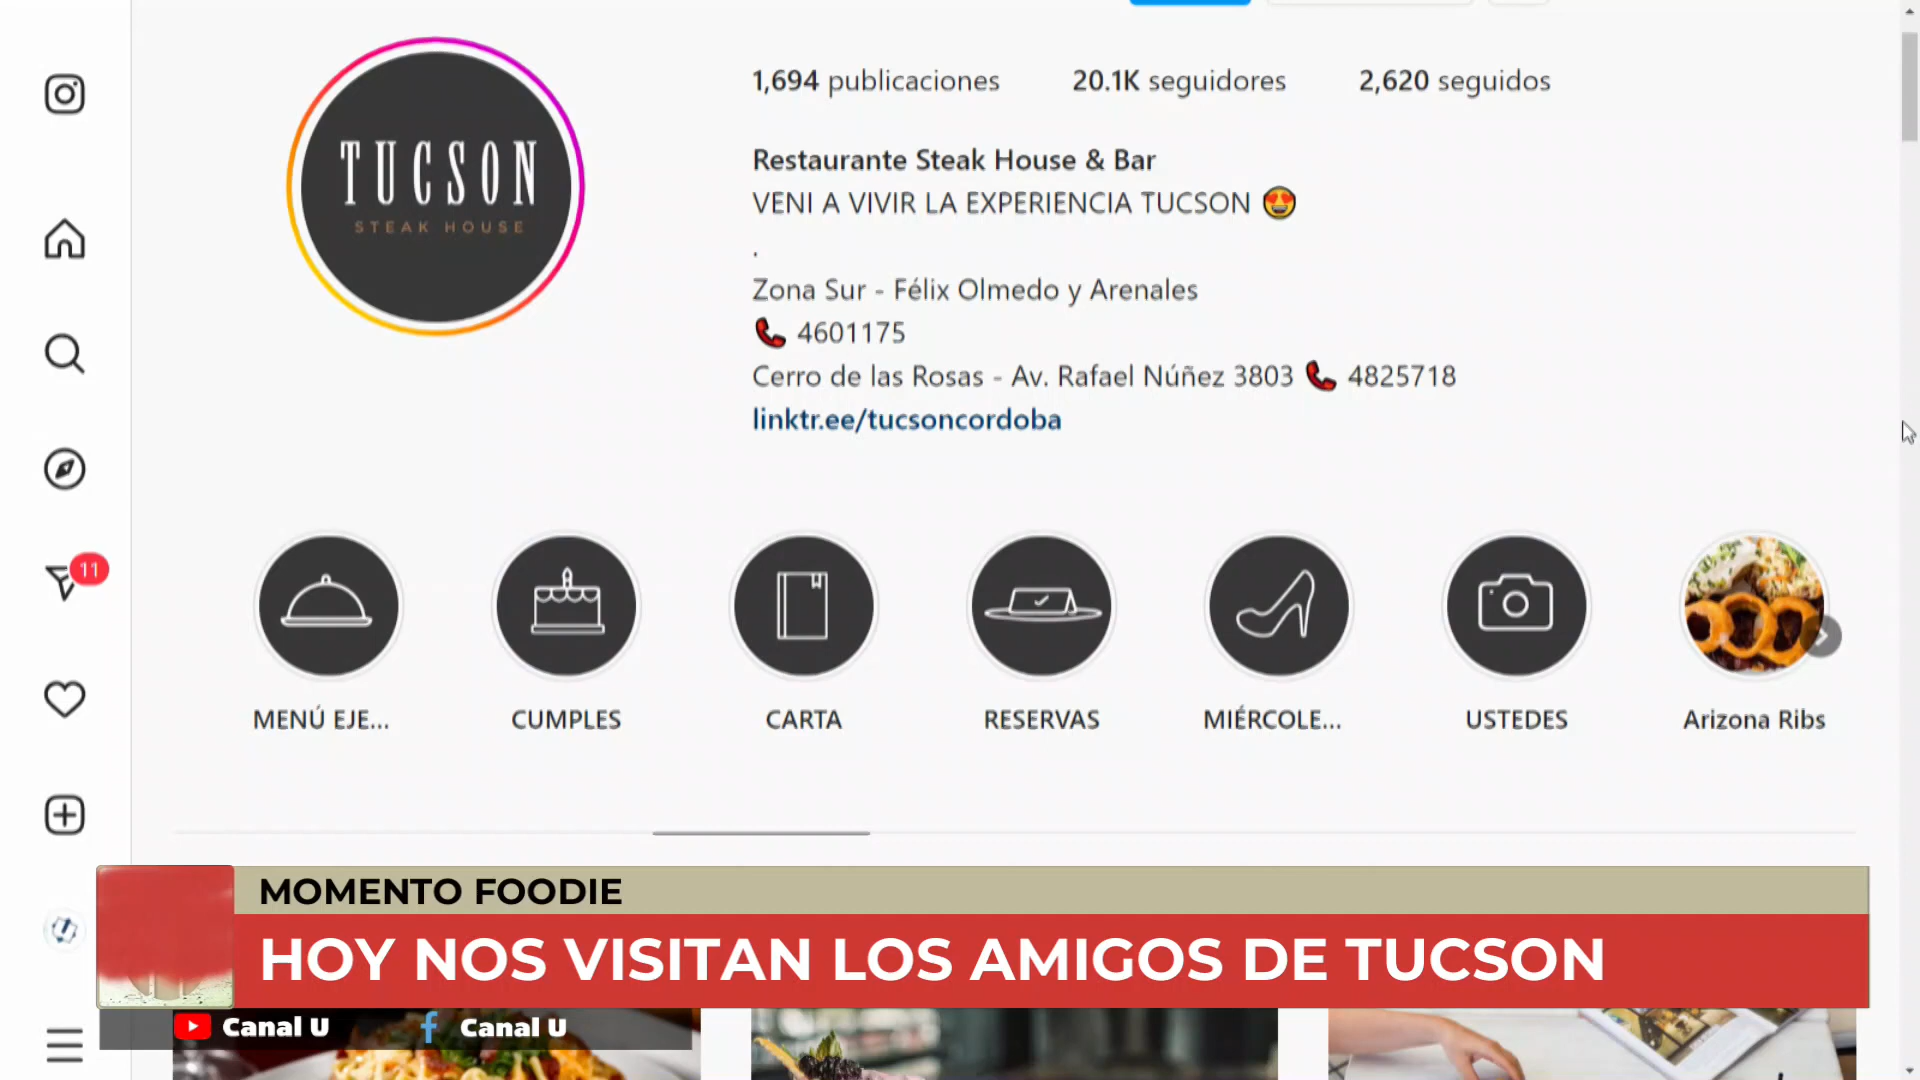 1,694 publicaciones 20.1K seguidores 2,620 seguidos
TUCSON
STEAK HOUSE
Restaurante Steak House & Bar
VENI A VIVIR LA EXPERIENCIA TUCSON 😍
.
Zona Sur - Félix Olmedo y Arenales
📞 4601175
Cerro de las Rosas - Av. Rafael Núñez 3803 📞 4825718
linktr.ee/tucsoncordoba
11
MENÚ EJE... CUMPLES CARTA RESERVAS MIÉRCOLE... USTEDES Arizona Ribs
MOMENTO FOODIE
HOY NOS VISITAN LOS AMIGOS DE TUCSON
Canal U Canal U